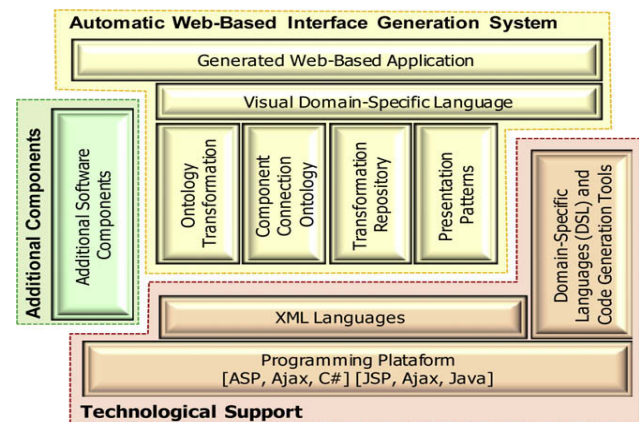 Automatic Web-Based Interface Generation System
Generated Web-Based Application
Visual Domain-Specific Language
Additional Components
Additional Software
Components
Ontology
Transformation
Component
Connection
Ontology
Transformation
Repository
Presentation
Patterns
Domain-Specific
Languages (DSL) and
Code Generation Tools
XML Languages
Programming Plataform
[ASP, Ajax, C#] [JSP, Ajax, Java]
Technological Support